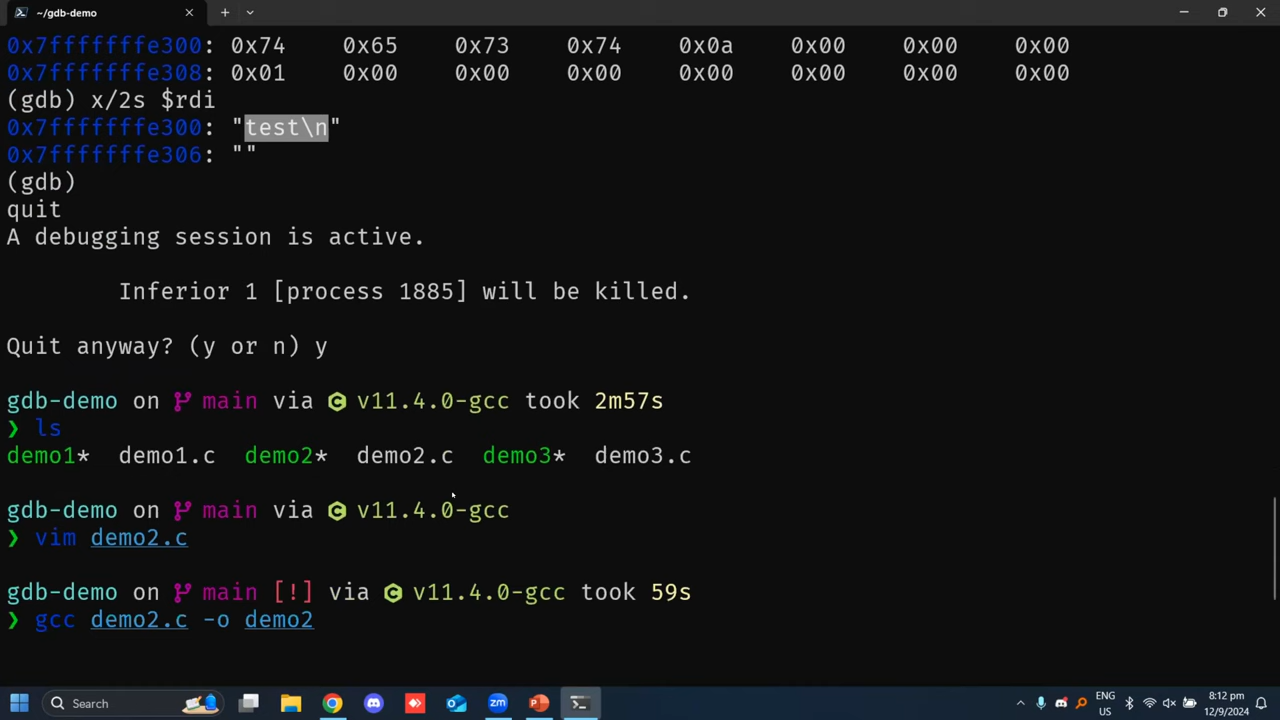 ~/gdb-demo
0x7fffffffe300: 0x74 0x65 0x73 0x74 0x0a 0x00 0x00 0x00
0x7fffffffe308: 0x01 0x00 0x00 0x00 0x00 0x00 0x00 0x00
(gdb) x/2s $rdi
0x7fffffffe300: "test\n"
0x7fffffffe306: ""
(gdb)
quit
A debugging session is active.
Inferior 1 [process 1885] will be killed.
Quit anyway? (y or n) y
gdb-demo on main via C v11.4.0-gcc took 2m57s
❯ ls
demo1* demo1.c demo2* demo2.c demo3* demo3.c
gdb-demo on main via C v11.4.0-gcc
❯ vim demo2.c
gdb-demo on main [!] via C v11.4.0-gcc took 59s
❯ gcc demo2.c -o demo2
Search
zm
ENG
US
8:12 pm
12/9/2024